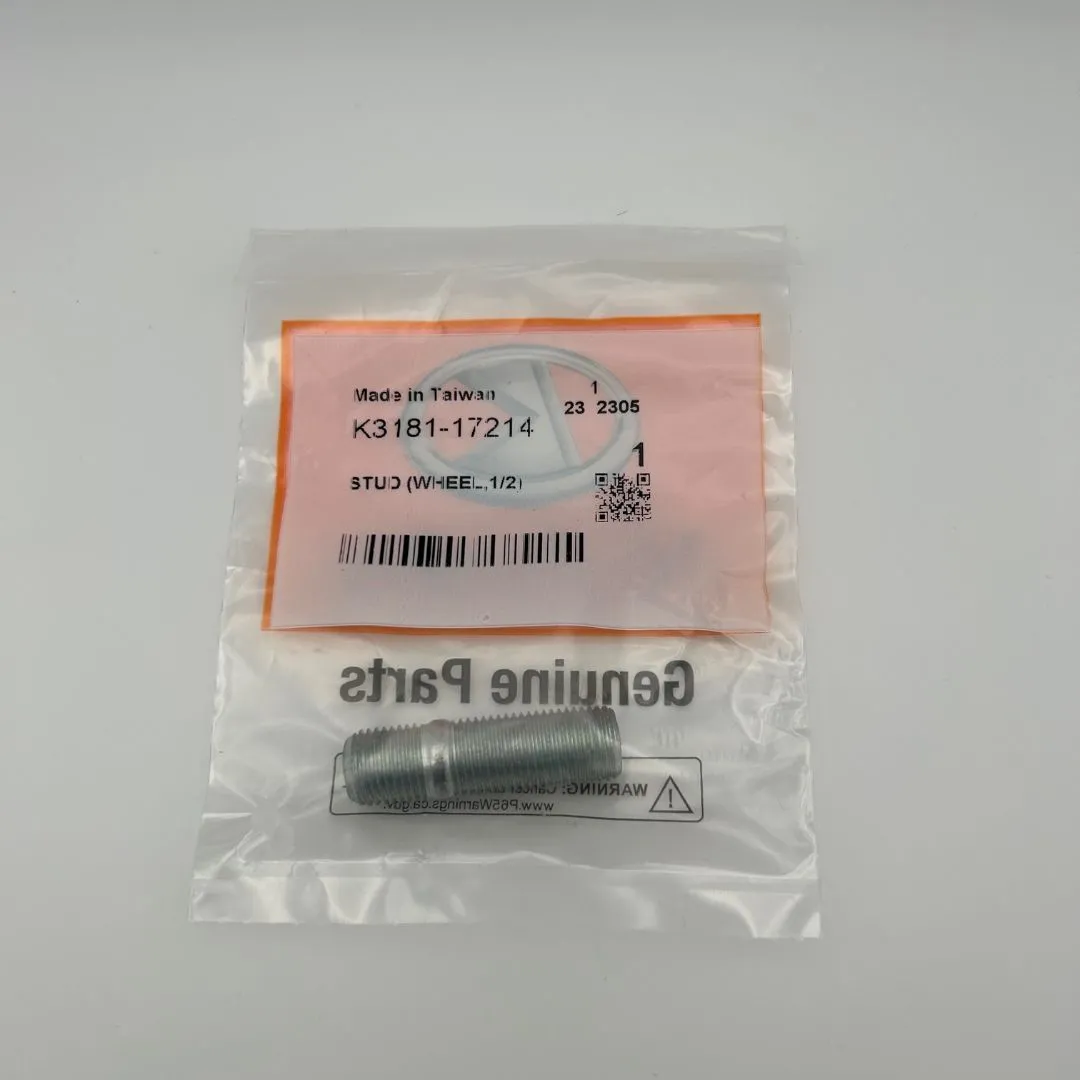 Made in Taiwan
1
23 2305
K3181-17214
1
STUD (WHEEL,1/2)
Genuine Parts
WARNING: Cancer
www.P65Warnings.ca.gov